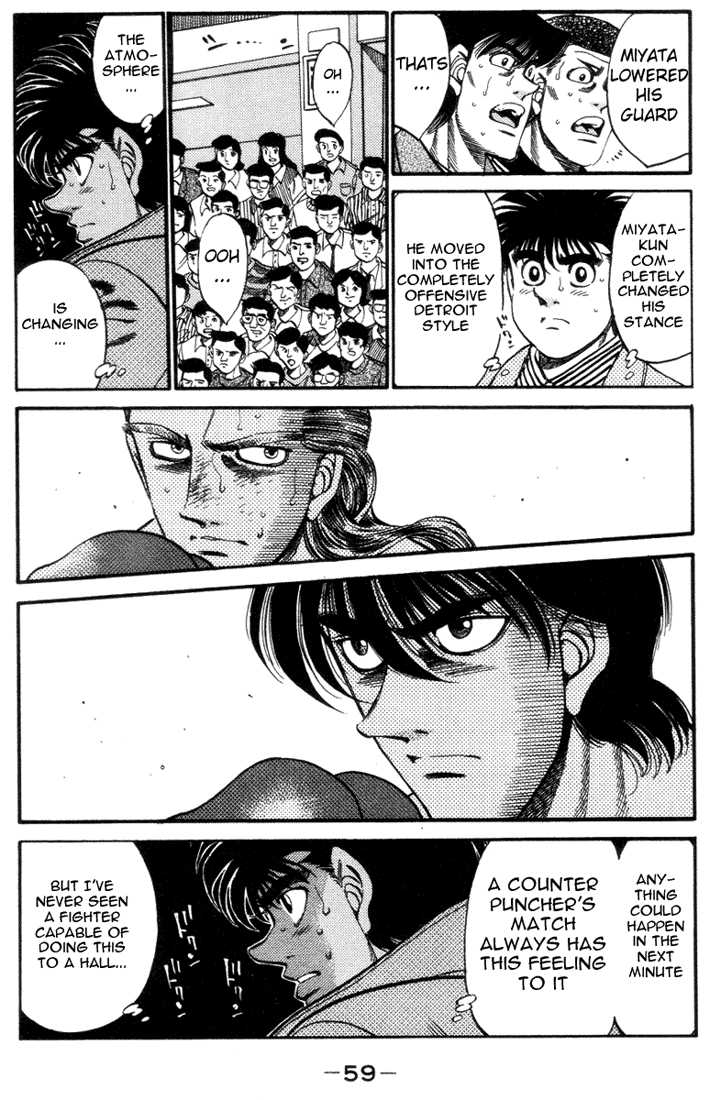 MIYATA
LOWERED
HIS
GUARD
THATS
...
MIYATA-
KUN
COM-
PLETELY
CHANGED
HIS
STANCE
HE MOVED
INTO THE
COMPLETELY
OFFENSIVE
DETROIT
STYLE
OH
...
OOH
...
THE
ATMO-
SPHERE
...
IS
CHANGING
...
ANY-
THING
COULD
HAPPEN
IN THE
NEXT
MINUTE
A COUNTER
PUNCHER'S
MATCH
ALWAYS HAS
THIS FEELING
TO IT
BUT I'VE
NEVER SEEN
A FIGHTER
CAPABLE OF
DOING THIS
TO A HALL...
—59—